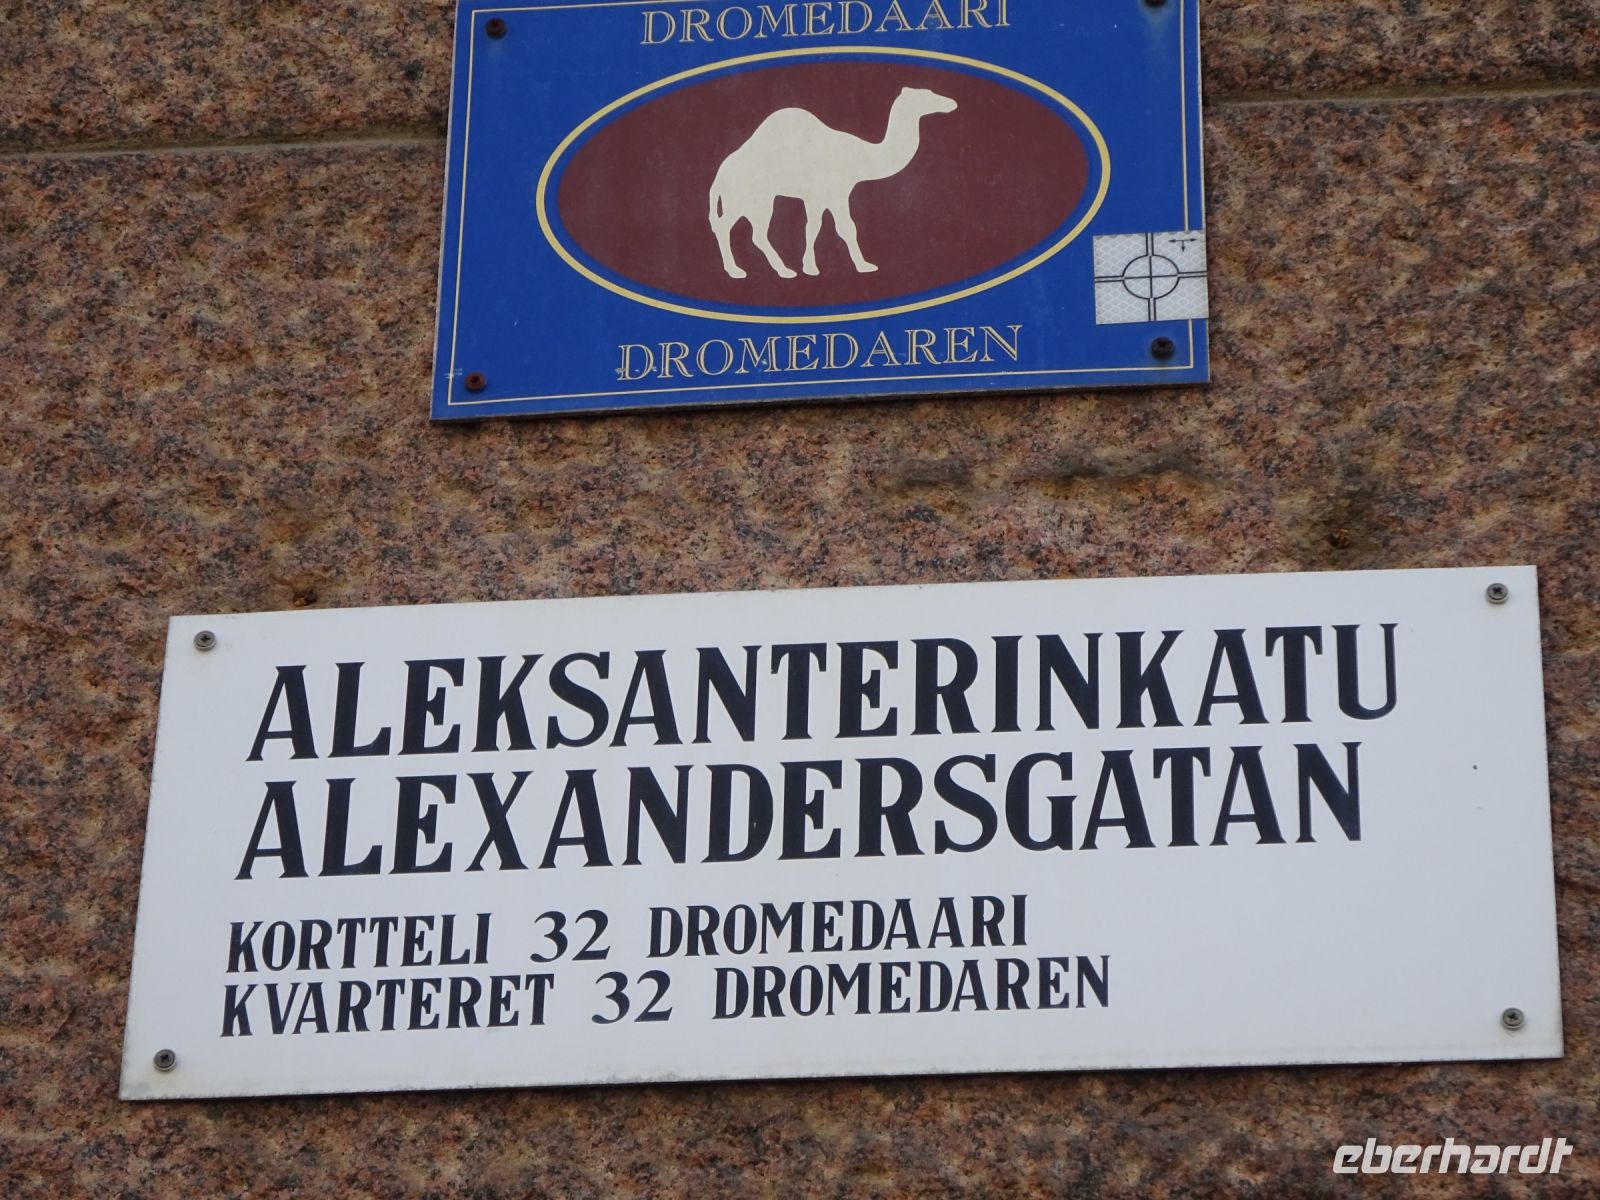 DROMEDAARI
DROMEDAREN
ALEKSANTERINKATU
ALEXANDERSGATAN
KORTTELI 32 DROMEDAARI
KVARTERET 32 DROMEDAREN
eberhardt